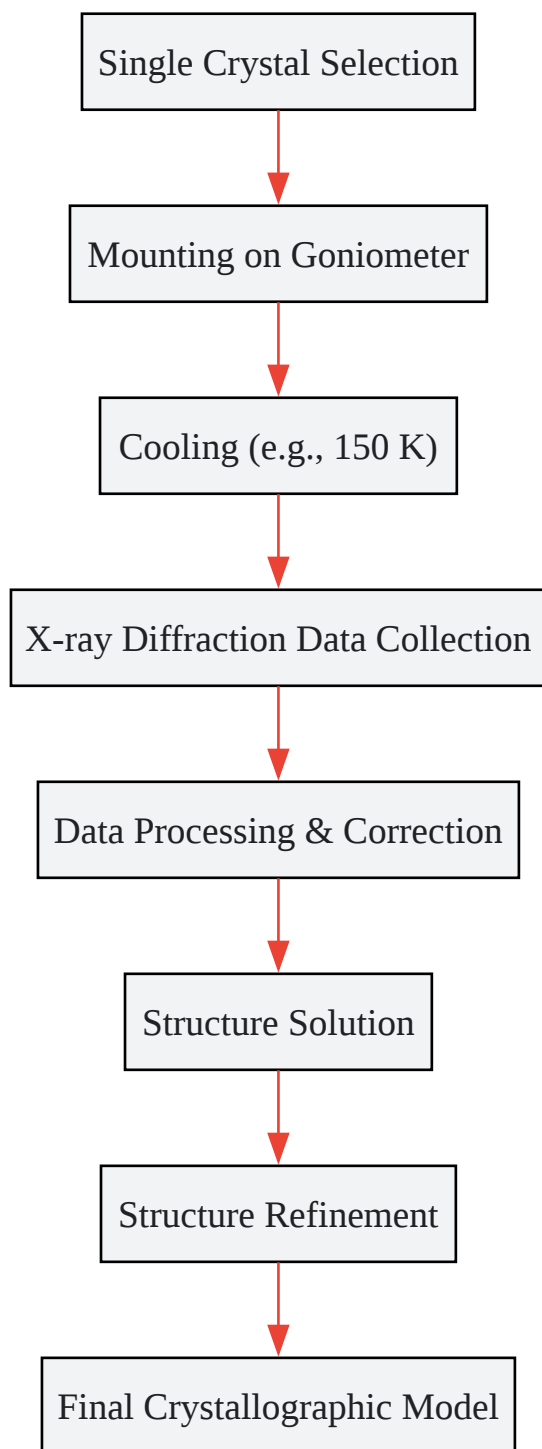 Single Crystal Selection
Mounting on Goniometer
Cooling (e.g., 150 K)
X-ray Diffraction Data Collection
Data Processing & Correction
Structure Solution
Structure Refinement
Final Crystallographic Model